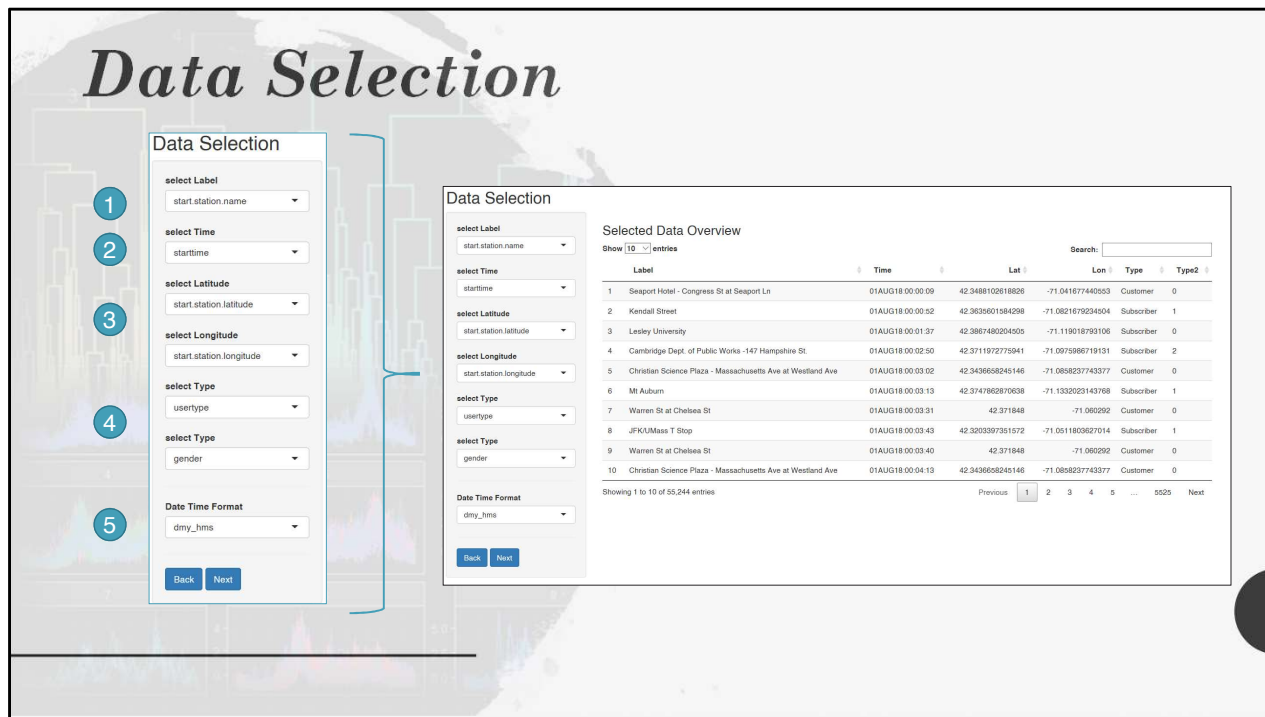 Data Selection
Data Selection
select Label
1
start.station.name
select Time
2
starttime
select Latitude
3
start.station.latitude
select Longitude
start.station.longitude
select Type
4
usertype
select Type
gender
Date Time Format
5
dmy_hms
Back Next
Data Selection
select Label
start.station.name
select Time
starttime
select Latitude
start.station.latitude
select Longitude
start.station.longitude
select Type
usertype
select Type
gender
Date Time Format
dmy_hms
Back Next
Selected Data Overview
Show 10 entries Search:
Label Time Lat Lon Type Type2
1 Seaport Hotel - Congress St at Seaport Ln 01AUG18:00:00:09 42.3488102618826 -71.041677440553 Customer 0
2 Kendall Street 01AUG18:00:00:52 42.3635601584298 -71.0821679234504 Subscriber 1
3 Lesley University 01AUG18:00:01:37 42.3867480204505 -71.119018793106 Subscriber 0
4 Cambridge Dept. of Public Works -147 Hampshire St. 01AUG18:00:02:50 42.3711972775941 -71.0975986719131 Subscriber 2
5 Christian Science Plaza - Massachusetts Ave at Westland Ave 01AUG18:00:03:02 42.3436658245146 -71.0858237743377 Customer 0
6 Mt Auburn 01AUG18:00:03:13 42.3747862870638 -71.1332023143768 Subscriber 1
7 Warren St at Chelsea St 01AUG18:00:03:31 42.371848 -71.060292 Customer 0
8 JFK/UMass T Stop 01AUG18:00:03:43 42.3203397351572 -71.0511803627014 Subscriber 1
9 Warren St at Chelsea St 01AUG18:00:03:40 42.371848 -71.060292 Customer 0
10 Christian Science Plaza - Massachusetts Ave at Westland Ave 01AUG18:00:04:13 42.3436658245146 -71.0858237743377 Customer 0
Showing 1 to 10 of 55,244 entries Previous 1 2 3 4 5 ... 5525 Next